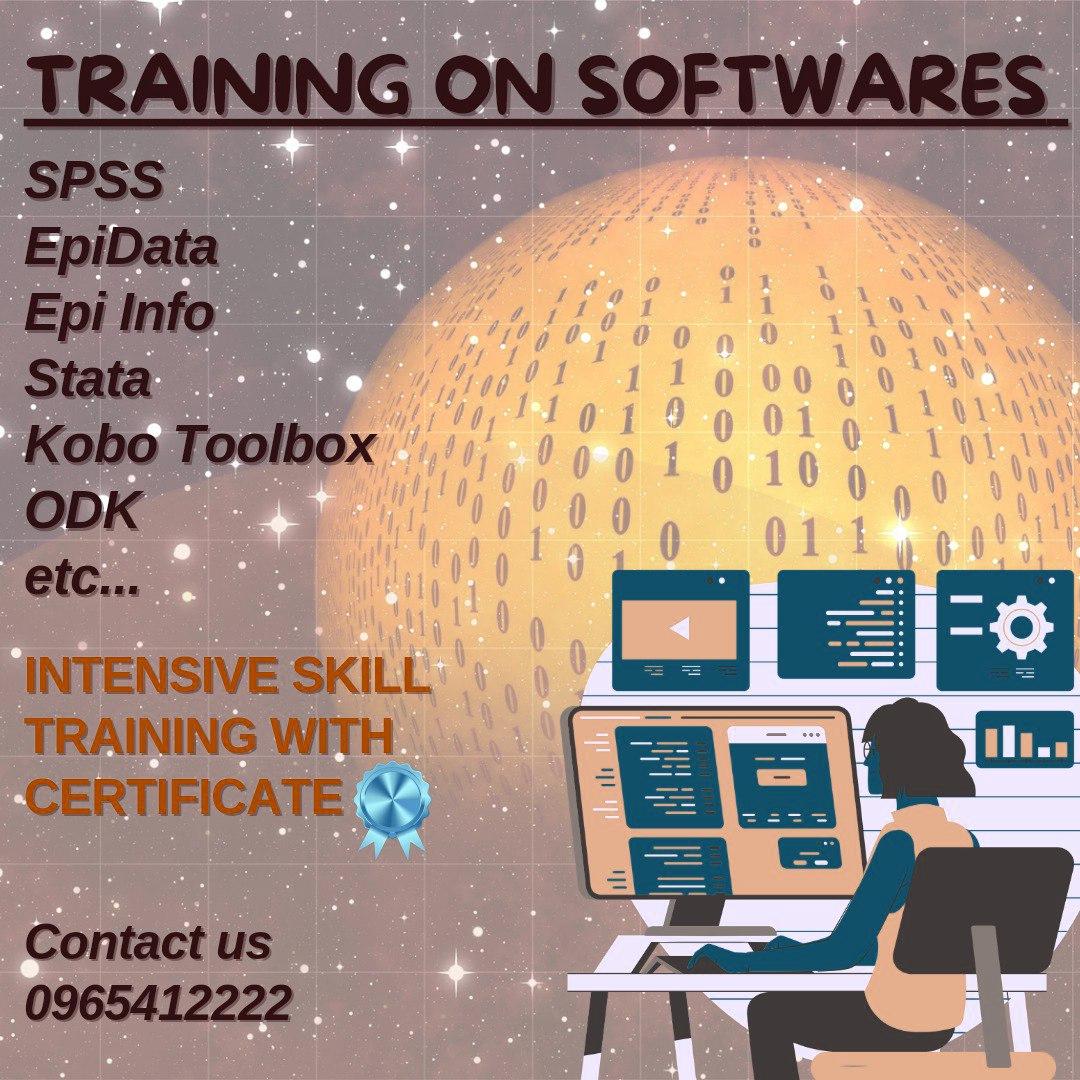 TRAINING ON SOFTWARES
SPSS
EpiData
Epi Info
Stata
Kobo Toolbox
ODK
etc...
INTENSIVE SKILL
TRAINING WITH
CERTIFICATE
Contact us
0965412222